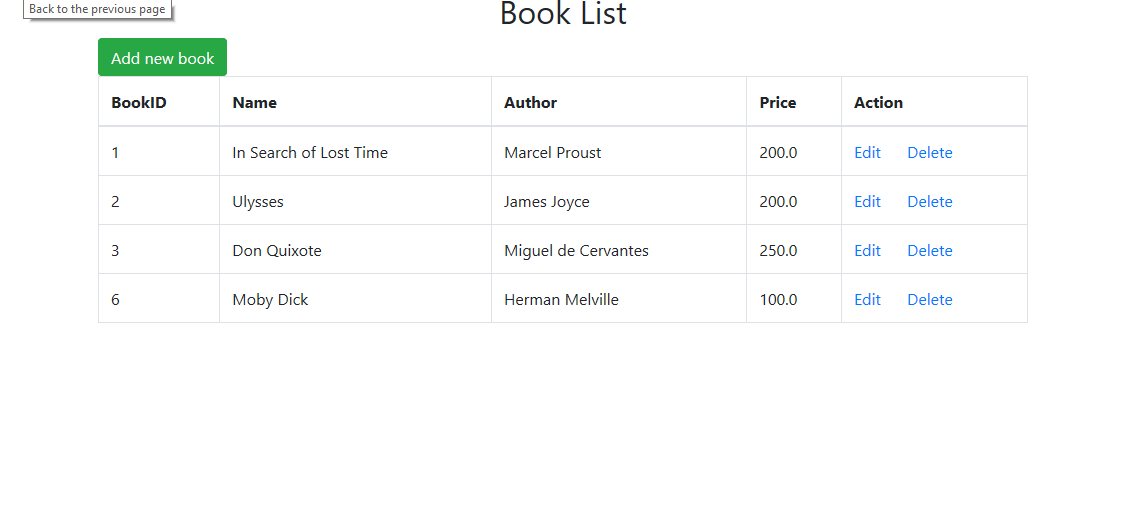 Back to the previous page
Book List
Add new book
BookID Name Author Price Action
1 In Search of Lost Time Marcel Proust 200.0 Edit Delete
2 Ulysses James Joyce 200.0 Edit Delete
3 Don Quixote Miguel de Cervantes 250.0 Edit Delete
6 Moby Dick Herman Melville 100.0 Edit Delete